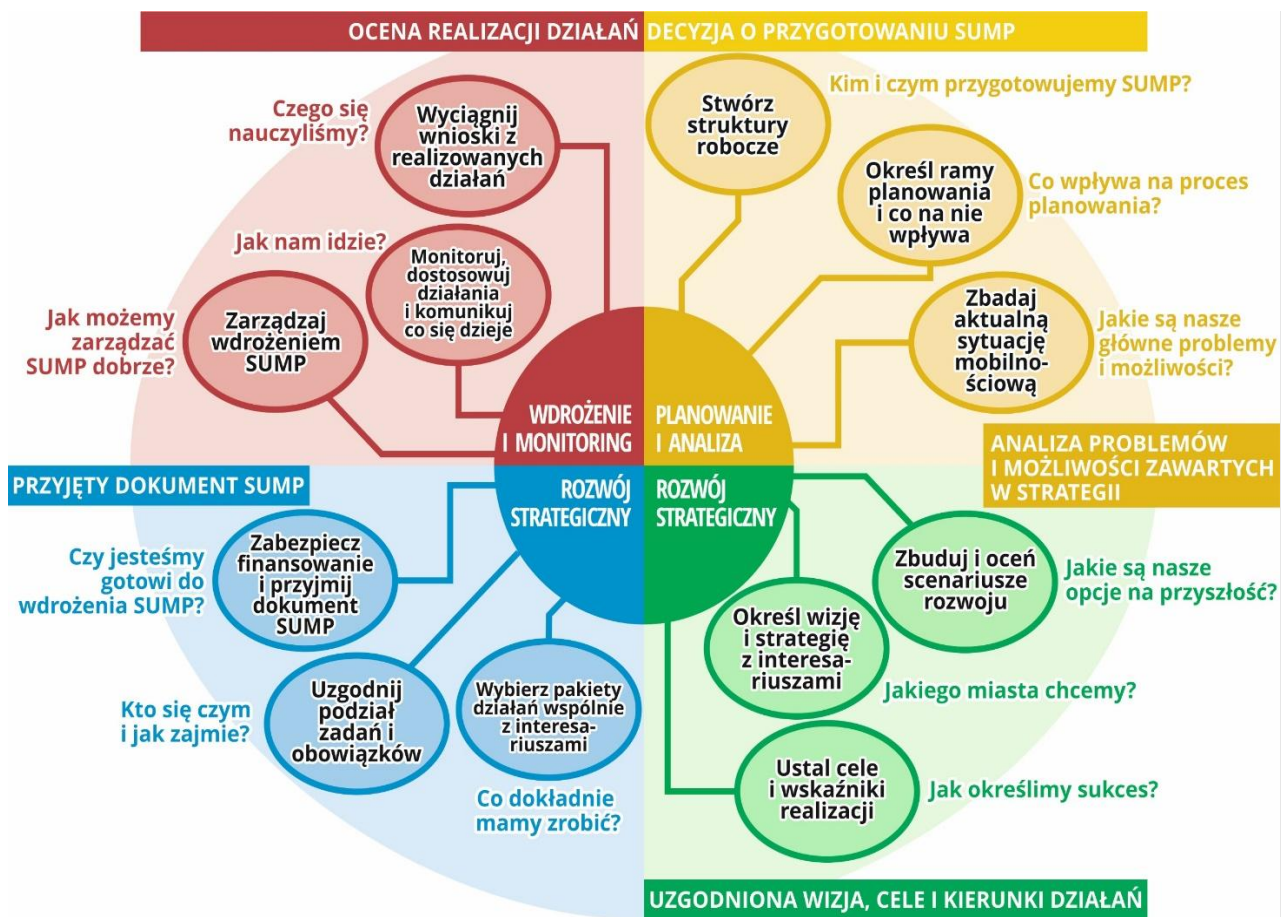 OCENA REALIZACJI DZIAŁAŃ
DECYZJA O PRZYGOTOWANIU SUMP
Kim i czym przygotowujemy SUMP?
Stwórz
struktury
robocze
Określ ramy
planowania
i co na nie
wpływa
Co wpływa na proces
planowania?
Zbadaj
aktualną
sytuację
mobilno-
ściową
Jakie są nasze
główne problemy
i możliwości?
PLANOWANIE
I ANALIZA
ANALIZA PROBLEMÓW
I MOŻLIWOŚCI ZAWARTYCH
W STRATEGII
ROZWÓJ
STRATEGICZNY
Zbuduj i oceń
scenariusze
rozwoju
Jakie są nasze
opcje na przyszłość?
Określ wizję
i strategię
z interesa-
riuszami
Jakiego miasta chcemy?
Ustal cele
i wskaźniki
realizacji
Jak określimy sukces?
UZGODNIONA WIZJA, CELE I KIERUNKI DZIAŁAŃ
ROZWÓJ
STRATEGICZNY
Wybierz pakiety
działań wspólnie
z interesa-
riuszami
Co dokładnie
mamy zrobić?
Uzgodnij
podział
zadań i
obowiązków
Kto się czym
i jak zajmie?
Zabezpiecz
finansowanie
i przyjmij
dokument
SUMP
Czy jesteśmy
gotowi do
wdrożenia SUMP?
PRZYJĘTY DOKUMENT SUMP
WDROŻENIE
I MONITORING
Zarządzaj
wdrożeniem
SUMP
Jak możemy
zarządzać
SUMP dobrze?
Monitoruj,
dostosowuj
działania
i komunikuj
co się dzieje
Jak nam idzie?
Wyciągnij
wnioski z
realizowanych
działań
Czego się
nauczyliśmy?